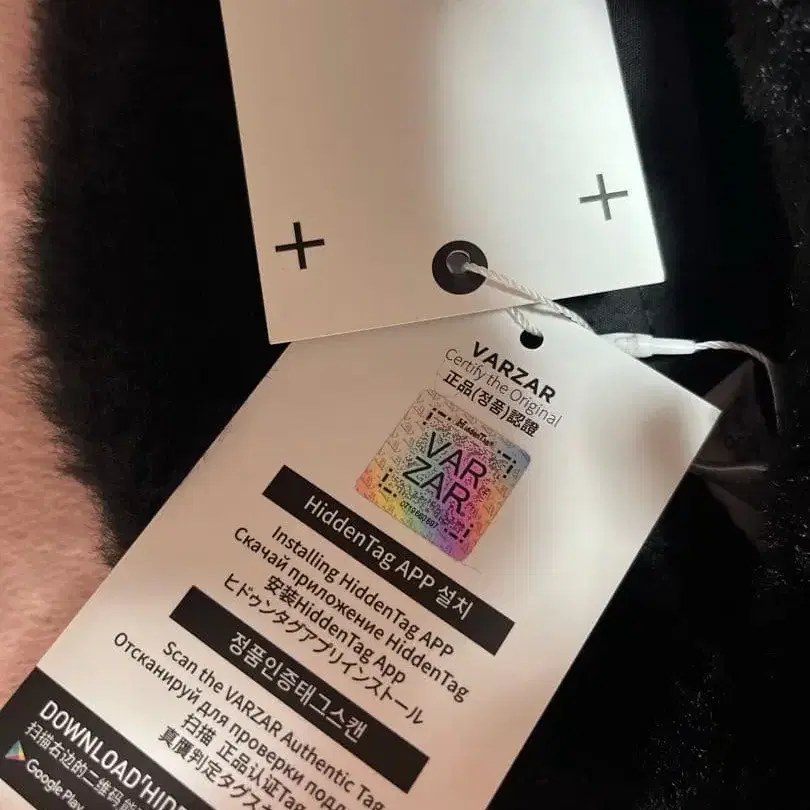 VARZAR
Certify the Original
正品(정품)認證
HiddenTag
VAR
ZAR
HiddenTag APP 설치
Installing HiddenTag APP
Скачай приложение HiddenTag
安装HiddenTag App
ヒドゥンタグアプリインストール
정품인증태그스캔
Scan the VARZAR Authentic Tag
Отсканируй для проверки подл
扫描 正品认证Tag
真贋判定タグスキ
DOWNLOAD「HIDD
扫描右边的二维码
Google Play